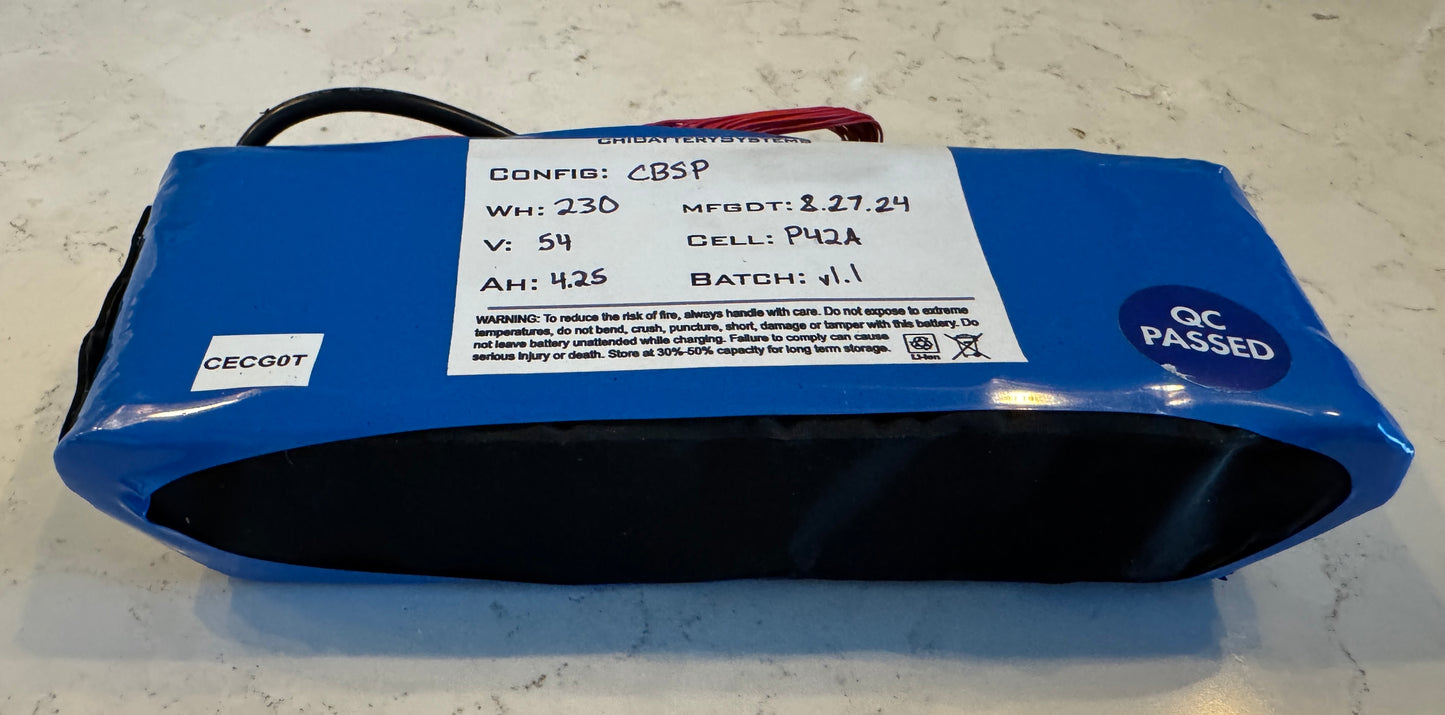 CHIBATTERYSYSTEMS
CONFIG: CBSP
WH: 230 MFGDT: 8.27.24
V: 54 CELL: P42A
AH: 4.25 BATCH: v1.1
WARNING: To reduce the risk of fire, always handle with care. Do not expose to extreme
temperatures, do not bend, crush, puncture, short, damage or tamper with this battery. Do
not leave battery unattended while charging. Failure to comply can cause
serious injury or death. Store at 30%-50% capacity for long term storage.
Li-ion
CECG0T
QC
PASSED